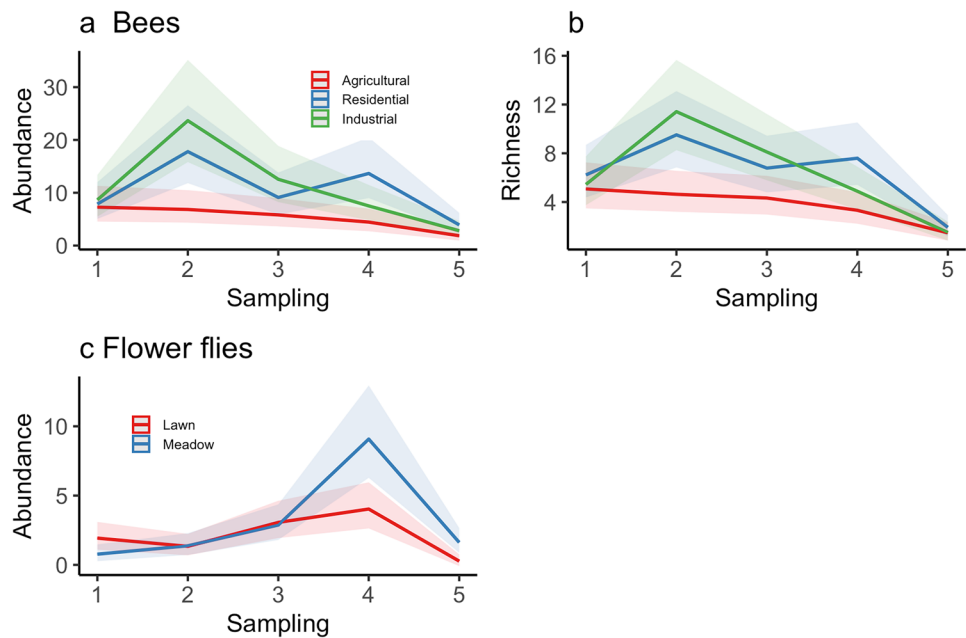 a Bees
Abundance
30
20
10
0
Agricultural
Residential
Industrial
1 2 3 4 5
Sampling
b
Richness
16
12
8
4
1 2 3 4 5
Sampling
c Flower flies
Abundance
10
5
0
Lawn
Meadow
1 2 3 4 5
Sampling